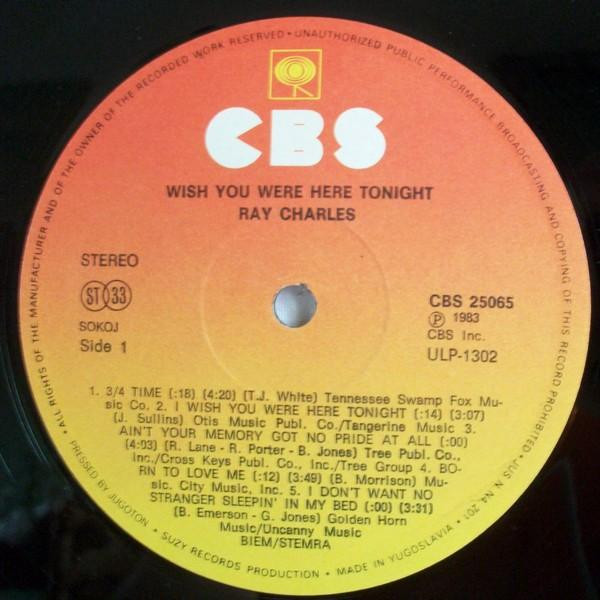 • ALL RIGHTS OF THE MANUFACTURER AND OF THE OWNER OF THE RECORDED WORK RESERVED • UNAUTHORIZED PUBLIC PERFORMANCE BROADCASTING AND COPYING OF THIS RECORD PROHIBITED • JUS N.NA 201
CBS
WISH YOU WERE HERE TONIGHT
RAY CHARLES
STEREO
ST 33
SOKOJ
Side 1
CBS 25065
Ⓟ 1983
CBS Inc.
ULP-1302
1. 3/4 TIME (:18) (4:20) (T.J. White) Tennessee Swamp Fox Mu-
sic Co. 2. I WISH YOU WERE HERE TONIGHT (:14) (3:07)
(J. Sullins) Otis Music Publ. Co./Tangerine Music 3.
AIN'T YOUR MEMORY GOT NO PRIDE AT ALL (:00)
(4:03) (R. Lane - R. Porter - B. Jones) Tree Publ. Co.,
Inc./Cross Keys Publ. Co., Inc./Tree Group 4. BO-
RN TO LOVE ME (:12) (3:49) (B. Morrison) Mu-
sic. City Music, Inc. 5. I DON'T WANT NO
STRANGER SLEEPIN' IN MY BED (:00) (3:31)
(B. Emerson - G. Jones) Golden Horn
Music/Uncanny Music
BIEM/STEMRA
PRESSED BY JUGOTON • SUZY RECORDS PRODUCTION • MADE IN YUGOSLAVIA •